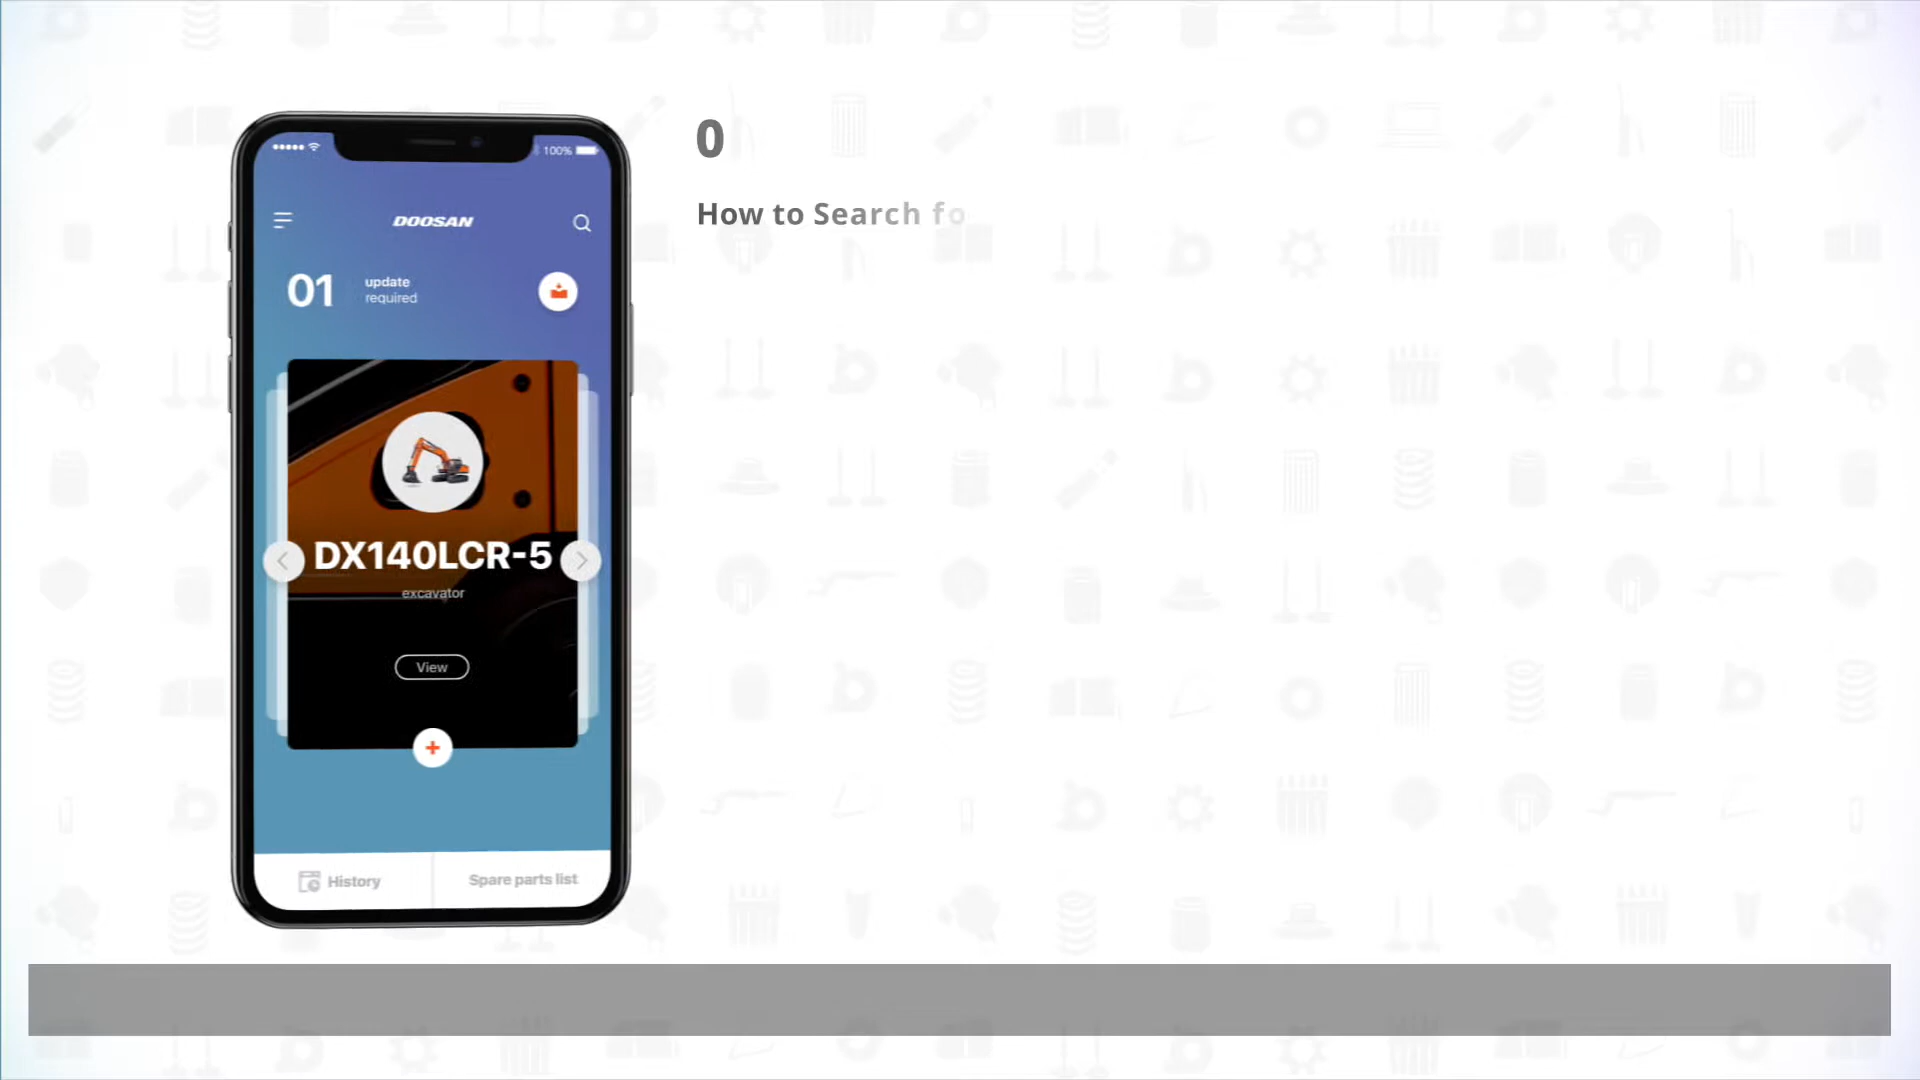 0
How to Search fo
100%
DOOSAN
01
update
required
DX140LCR-5
excavator
View
+
History
Spare parts list